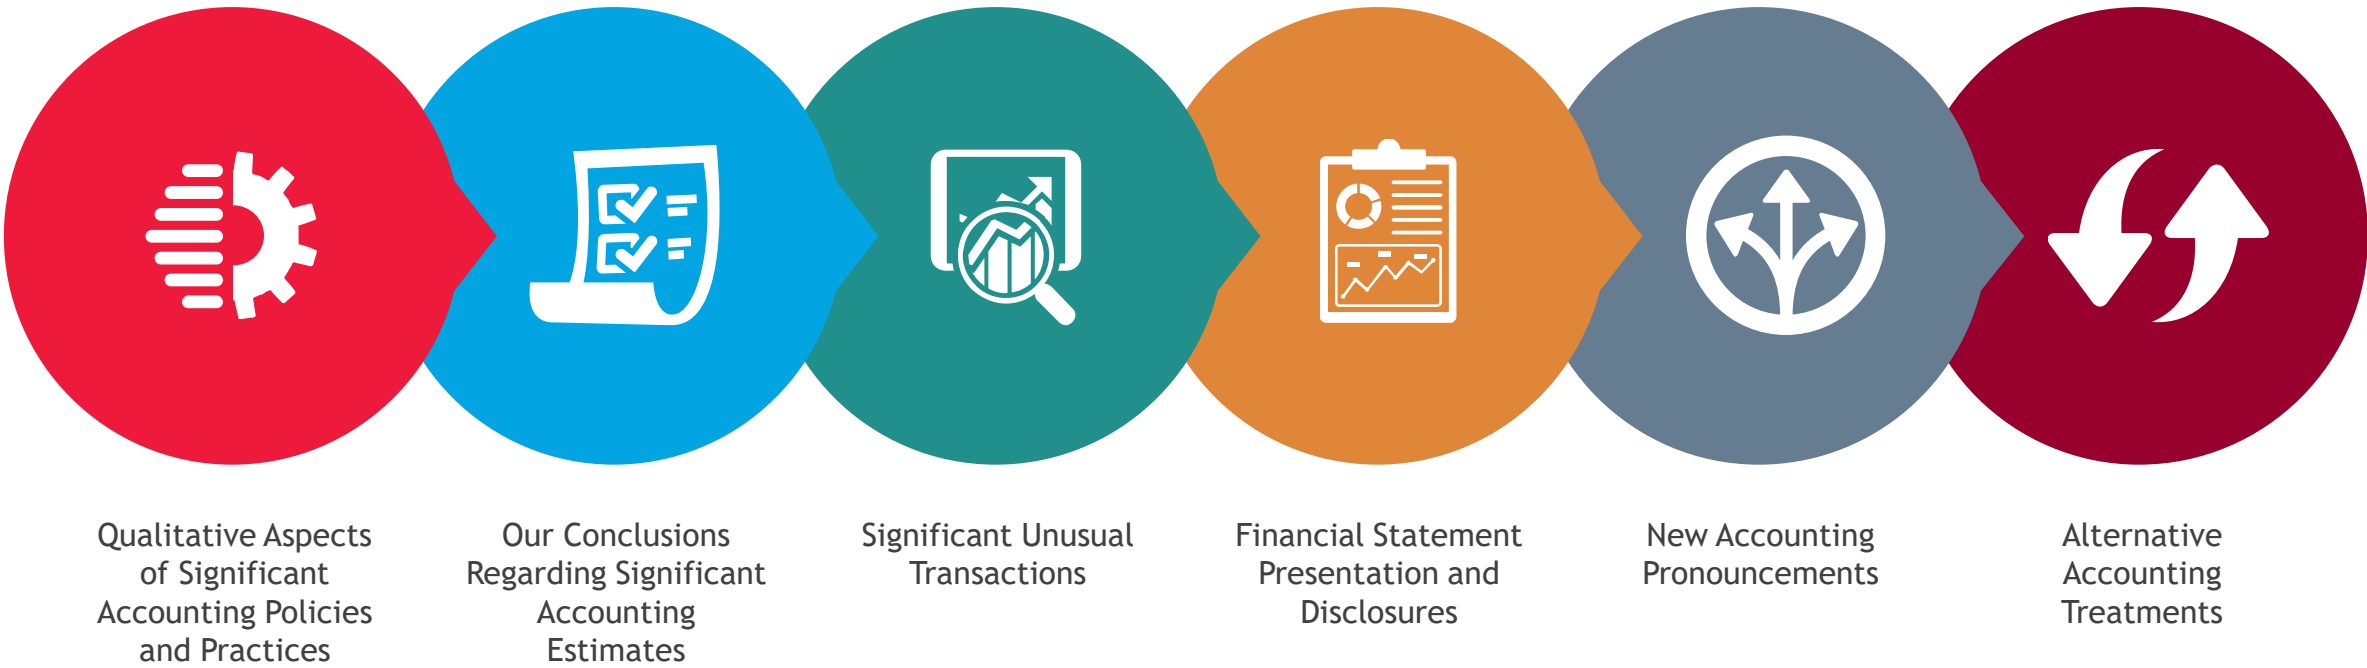 Qualitative Aspects
of Significant
Accounting Policies
and Practices
Our Conclusions
Regarding Significant
Accounting
Estimates
Significant Unusual
Transactions
Financial Statement
Presentation and
Disclosures
New Accounting
Pronouncements
Alternative
Accounting
Treatments